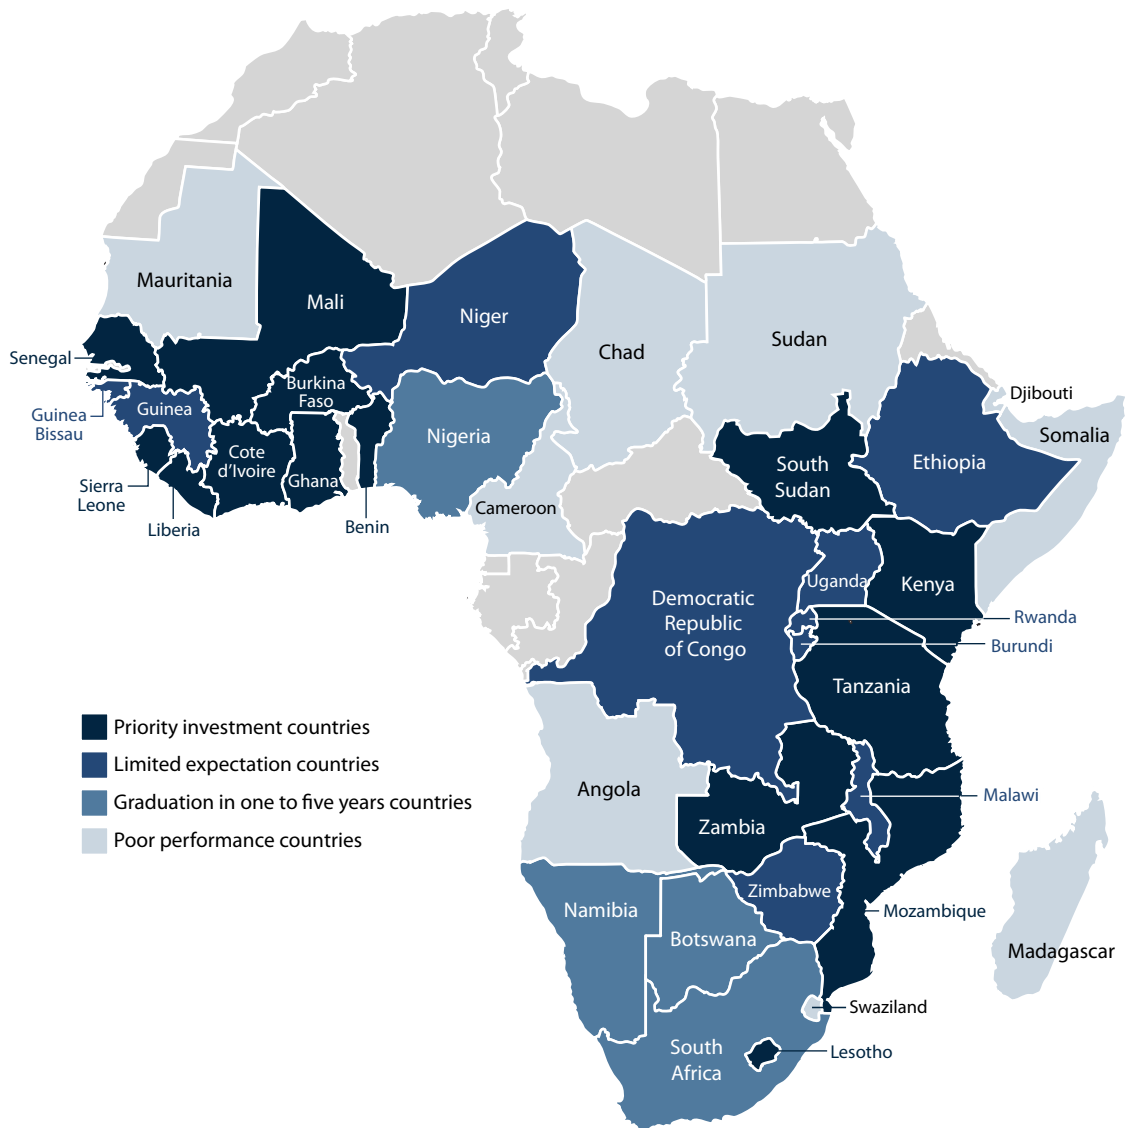 Mauritania
Mali
Niger
Chad
Sudan
Senegal
Burkina
Faso
Djibouti
Guinea
Guinea
Bissau
Nigeria
Somalia
Cote
d'Ivoire
Ghana
South
Sudan
Ethiopia
Sierra
Leone
Liberia
Benin
Cameroon
Uganda
Kenya
Democratic
Republic
of Congo
Rwanda
Burundi
Tanzania
Priority investment countries
Limited expectation countries
Graduation in one to five years countries
Poor performance countries
Angola
Malawi
Zambia
Zimbabwe
Namibia
Mozambique
Botswana
Madagascar
Swaziland
South
Africa
Lesotho